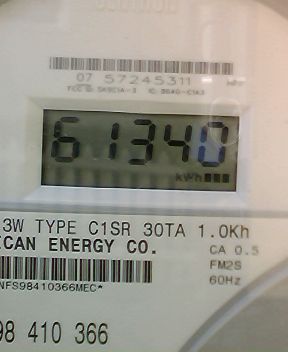 07 57245311
61340
kWh
3W TYPE C1SR 30TA 1.0Kh
ICAN ENERGY CO.
CA 0.5
FM2S
60Hz
NFS98410366MEC*
98 410 366